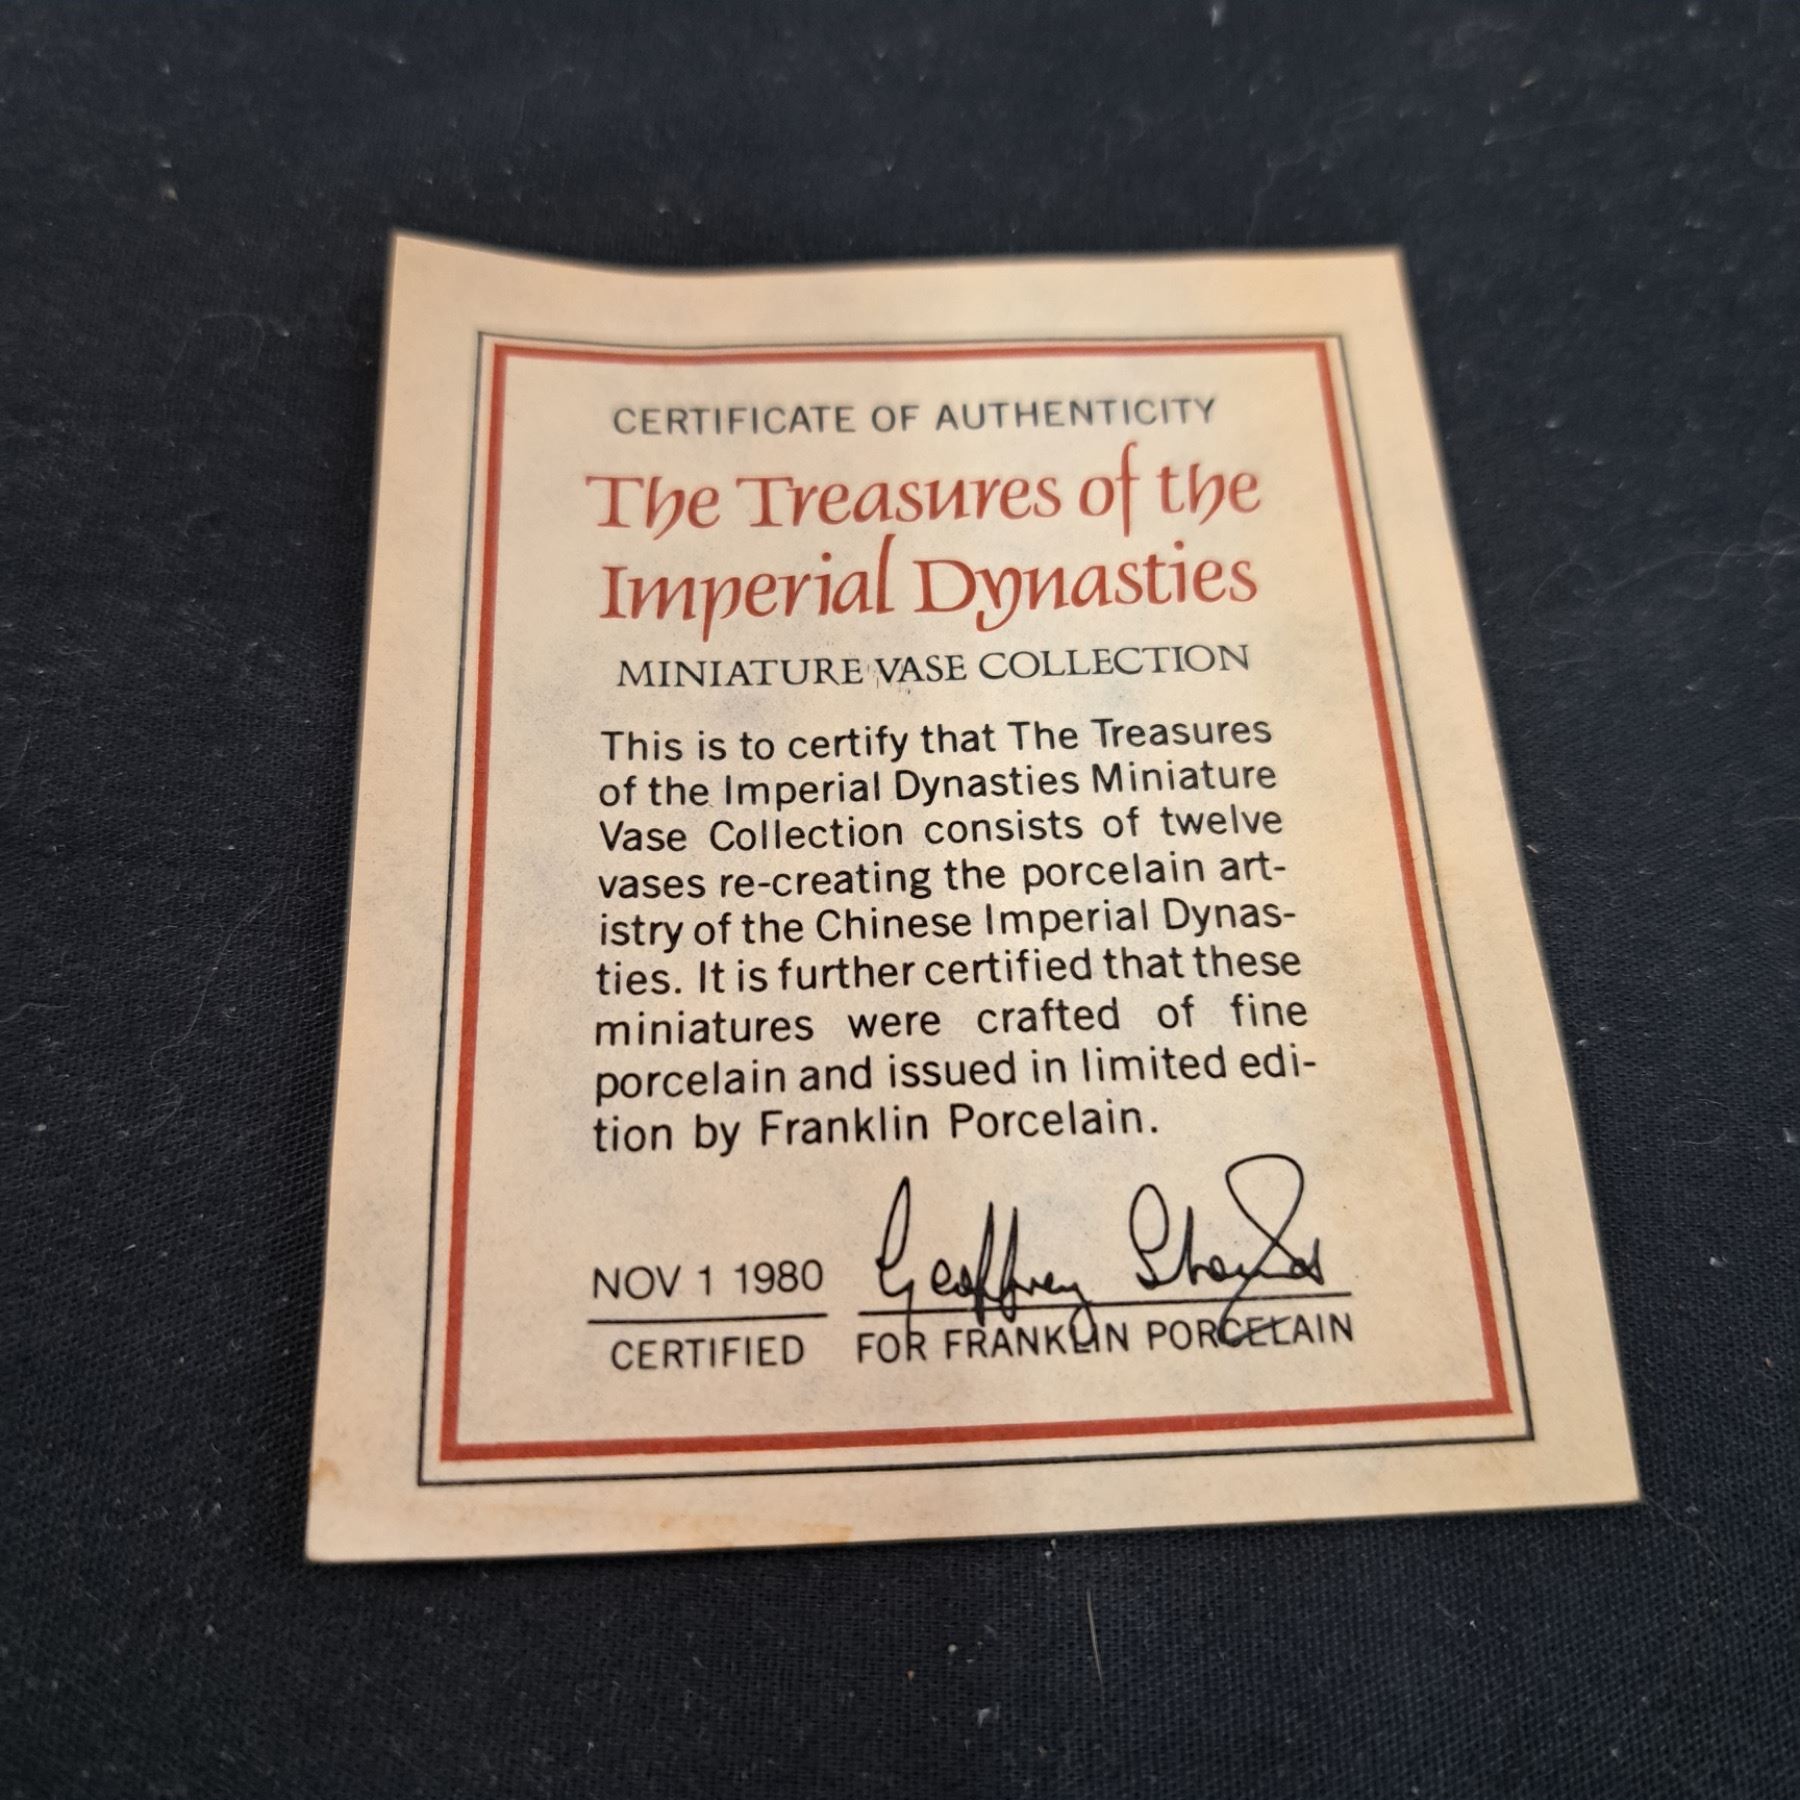 CERTIFICATE OF AUTHENTICITY
The Treasures of the
Imperial Dynasties
MINIATURE VASE COLLECTION
This is to certify that The Treasures
of the Imperial Dynasties Miniature
Vase Collection consists of twelve
vases re-creating the porcelain art-
istry of the Chinese Imperial Dynas-
ties. It is further certified that these
miniatures were crafted of fine
porcelain and issued in limited edi-
tion by Franklin Porcelain.
NOV 1 1980 Geoffrey
CERTIFIED FOR FRANKLIN PORCELAIN